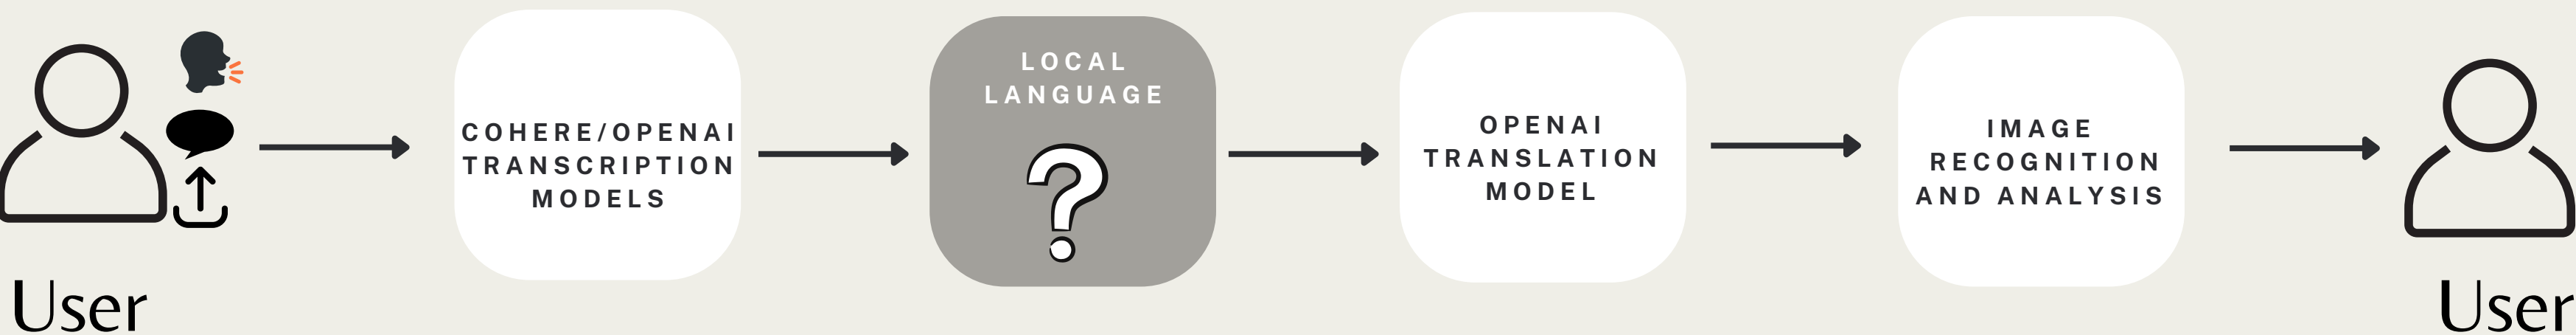 COHERE/OPENAI
TRANSCRIPTION
MODELS
LOCAL
LANGUAGE
?
OPENAI
TRANSLATION
MODEL
IMAGE
RECOGNITION
AND ANALYSIS
User
User